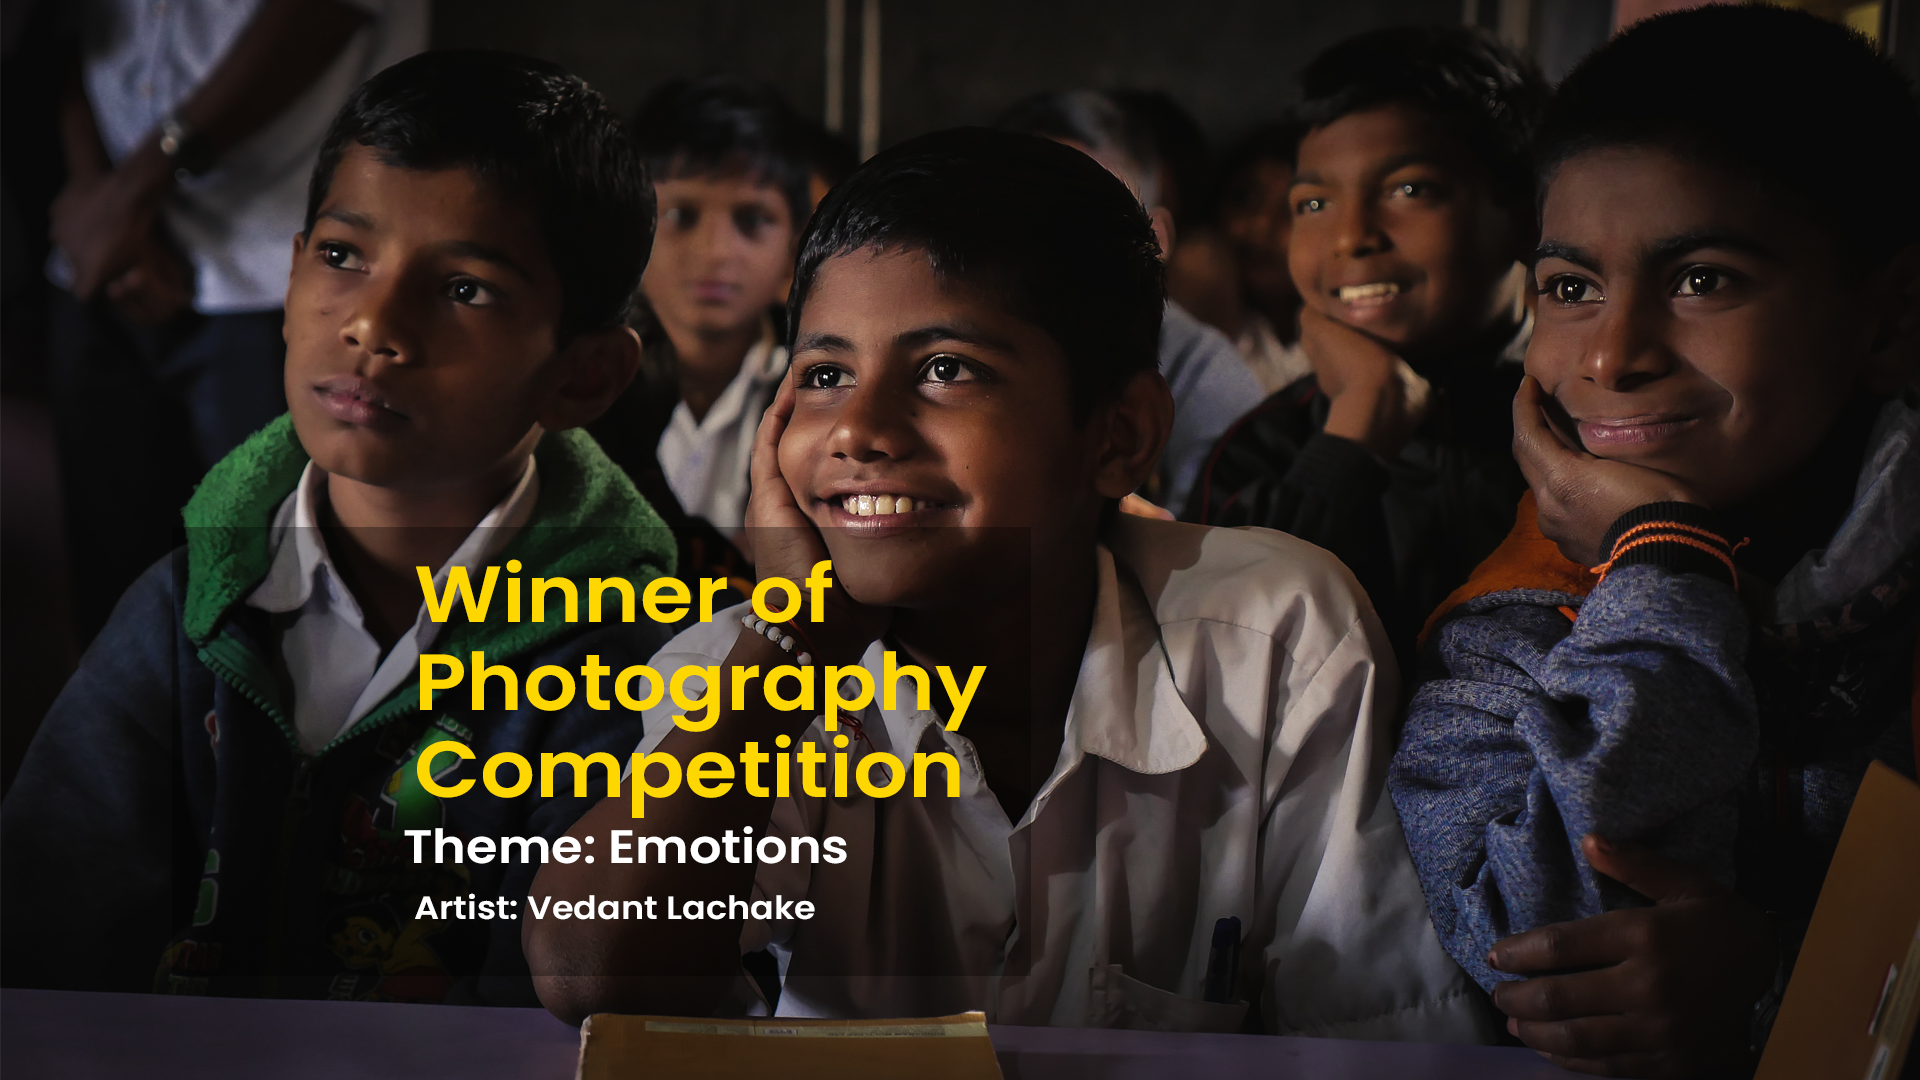 Winner of
Photography
Competition
Theme: Emotions
Artist: Vedant Lachake